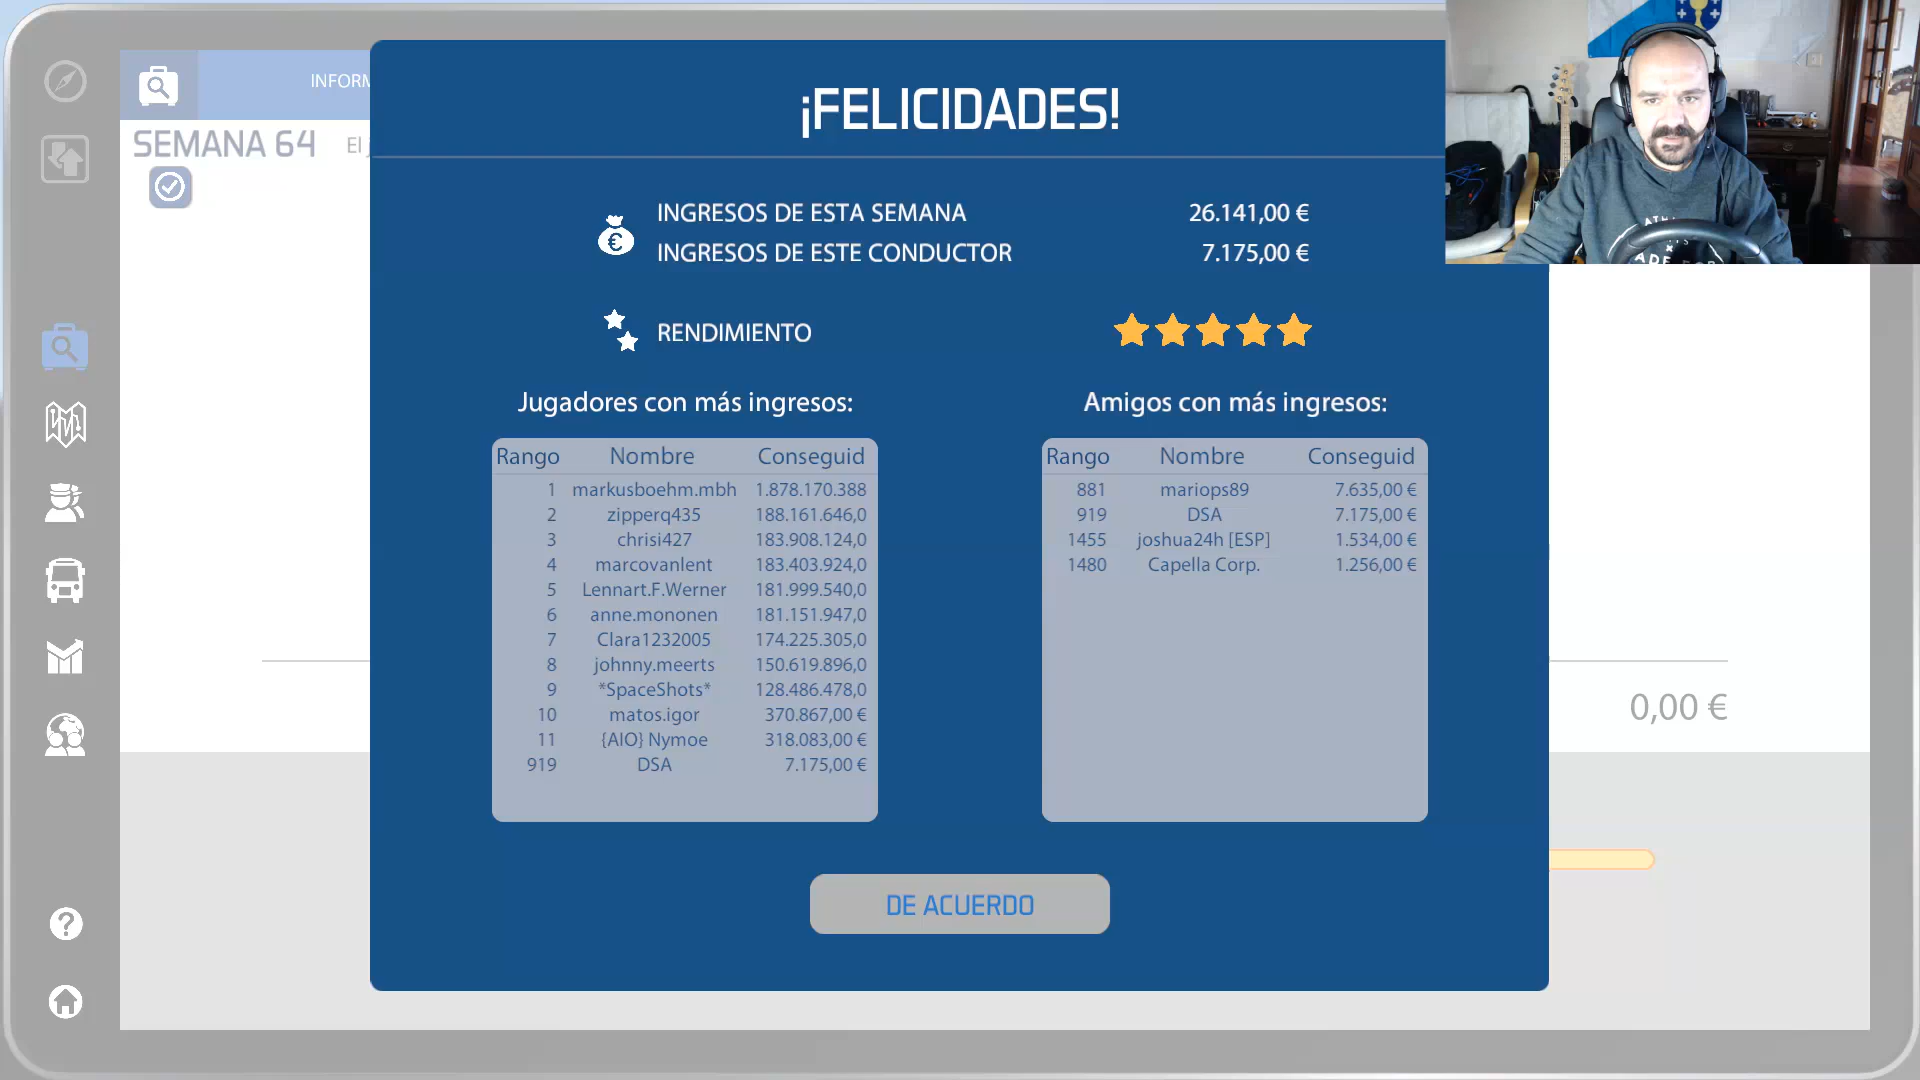 INFORM
SEMANA 64 El j
¡FELICIDADES!
INGRESOS DE ESTA SEMANA 26.141,00 €
INGRESOS DE ESTE CONDUCTOR 7.175,00 €
RENDIMIENTO
Jugadores con más ingresos:
Rango Nombre Conseguid
1 markusboehm.mbh 1.878.170.388
2 zipperq435 188.161.646,0
3 chrisi427 183.908.124,0
4 marcovanlent 183.403.924,0
5 Lennart.F.Werner 181.999.540,0
6 anne.mononen 181.151.947,0
7 Clara1232005 174.225.305,0
8 johnny.meerts 150.619.896,0
9 *SpaceShots* 128.486.478,0
10 matos.igor 370.867,00 €
11 {AIO} Nymoe 318.083,00 €
919 DSA 7.175,00 €
Amigos con más ingresos:
Rango Nombre Conseguid
881 mariops89 7.635,00 €
919 DSA 7.175,00 €
1455 joshua24h [ESP] 1.534,00 €
1480 Capella Corp. 1.256,00 €
0,00 €
DE ACUERDO